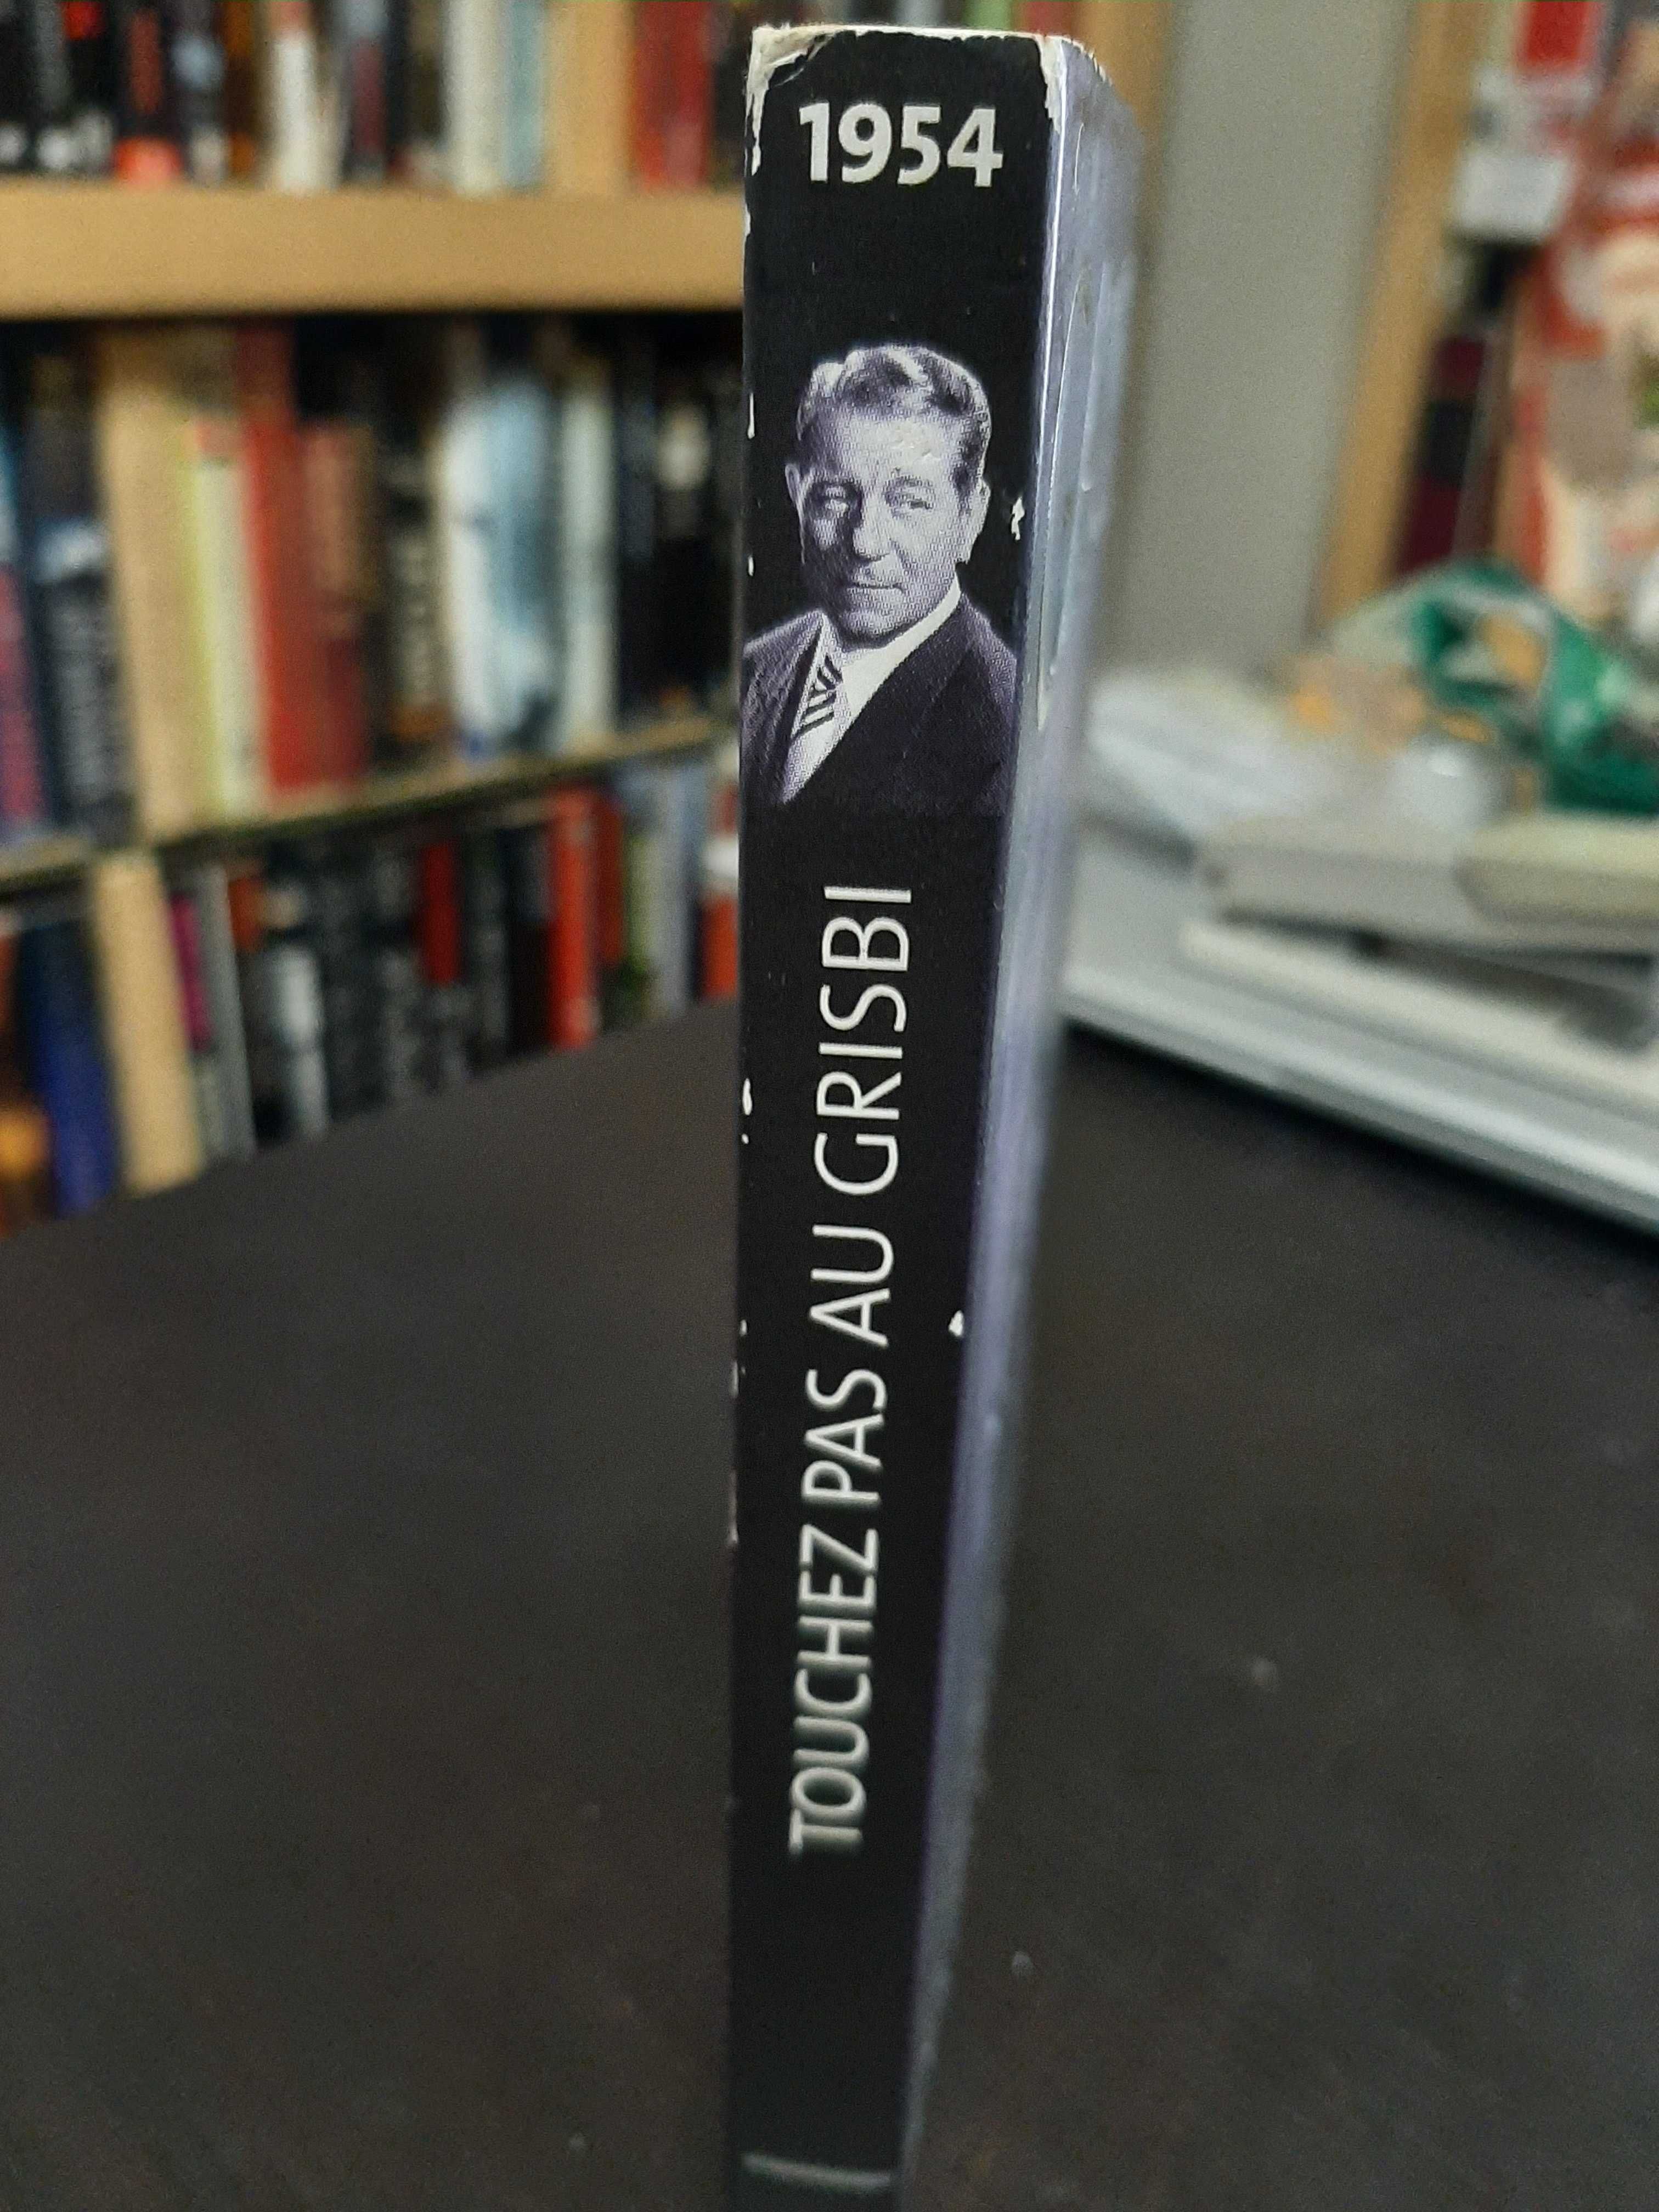 1954
TOUCHEZ PAS AU GRISBI